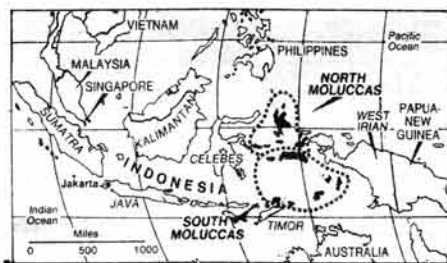 VIETNAM
Pacific
Ocean
PHILIPPINES
MALAYSIA
SINGAPORE
NORTH
MOLUCCAS
SUMATRA
KALIMANTAN
CELEBES
WEST
IRIAN
PAPUA-
NEW
GUINEA
INDONESIA
Jakarta
JAVA
Indian
Ocean
SOUTH
MOLUCCAS
TIMOR
AUSTRALIA
Miles
0 500 1000